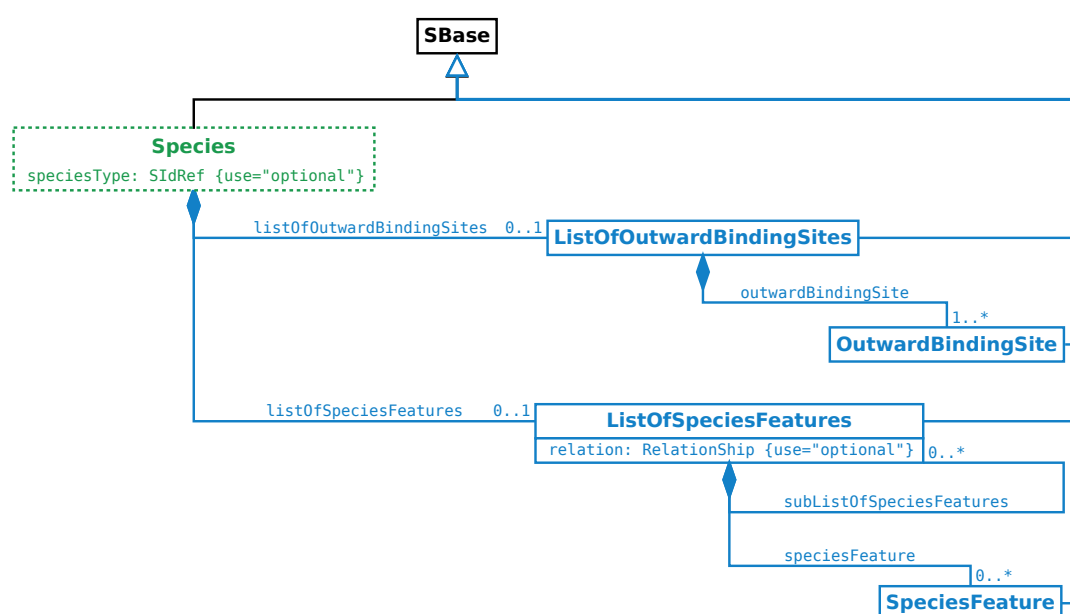 SBase
Species
speciesType: SIdRef {use="optional"}
listOfOutwardBindingSites 0..1
ListOfOutwardBindingSites
outwardBindingSite
1..*
OutwardBindingSite
listOfSpeciesFeatures 0..1
ListOfSpeciesFeatures
relation: RelationShip {use="optional"}
0..*
subListOfSpeciesFeatures
speciesFeature
0..*
SpeciesFeature